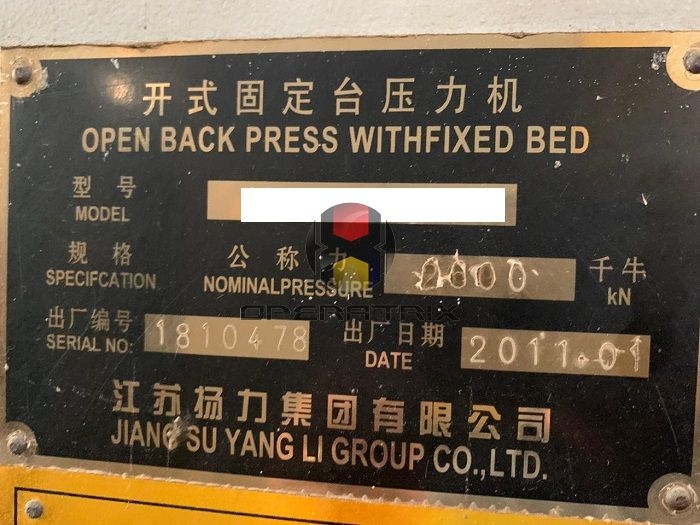 开式固定台压力机
OPEN BACK PRESS WITHFIXED BED
型号
MODEL
规格 公称力 2600 千牛
SPECIFCATION NOMINALPRESSURE kN
OPERATRIX
出厂编号 1810478 出厂日期 2011.01
SERIAL NO: DATE
江苏扬力集团有限公司
JIANG SU YANG LI GROUP CO.,LTD.